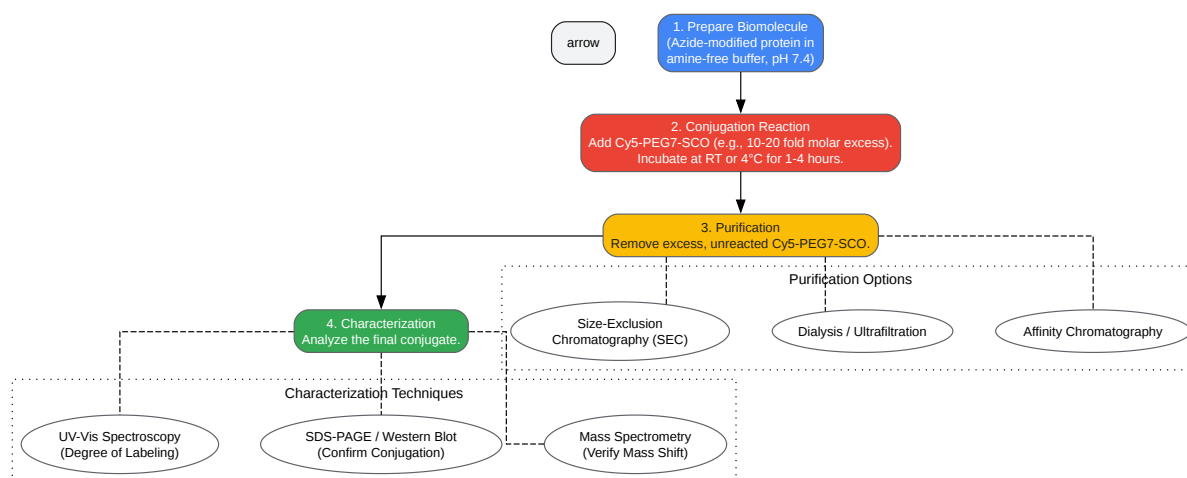 arrow
1. Prepare Biomolecule
(Azide-modified protein in
amine-free buffer, pH 7.4)
2. Conjugation Reaction
Add Cy5-PEG7-SCO (e.g., 10-20 fold molar excess).
Incubate at RT or 4°C for 1-4 hours.
3. Purification
Remove excess, unreacted Cy5-PEG7-SCO.
Purification Options
Size-Exclusion
Chromatography (SEC)
Dialysis / Ultrafiltration
Affinity Chromatography
4. Characterization
Analyze the final conjugate.
Characterization Techniques
UV-Vis Spectroscopy
(Degree of Labeling)
SDS-PAGE / Western Blot
(Confirm Conjugation)
Mass Spectrometry
(Verify Mass Shift)